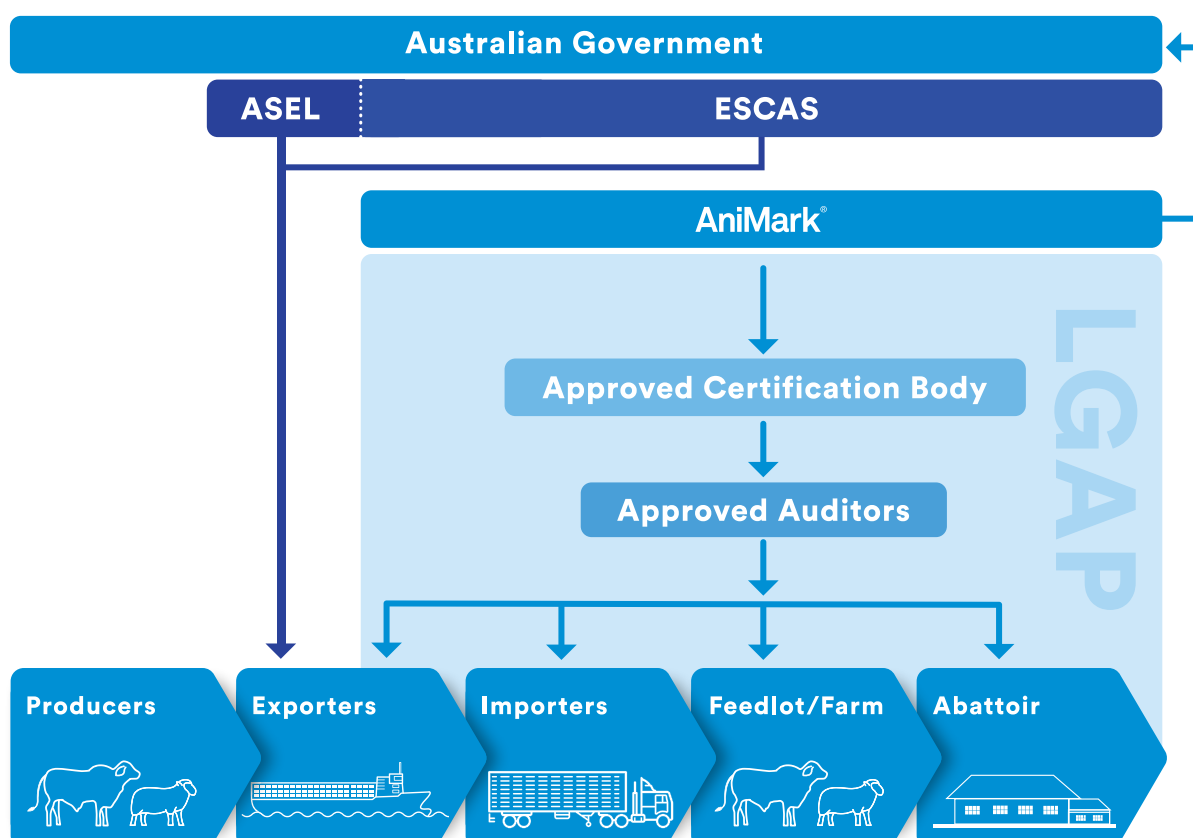 Australian Government
ASEL
ESCAS
AniMark®
LGAP
Approved Certification Body
Approved Auditors
Producers
Exporters
Importers
Feedlot/Farm
Abattoir